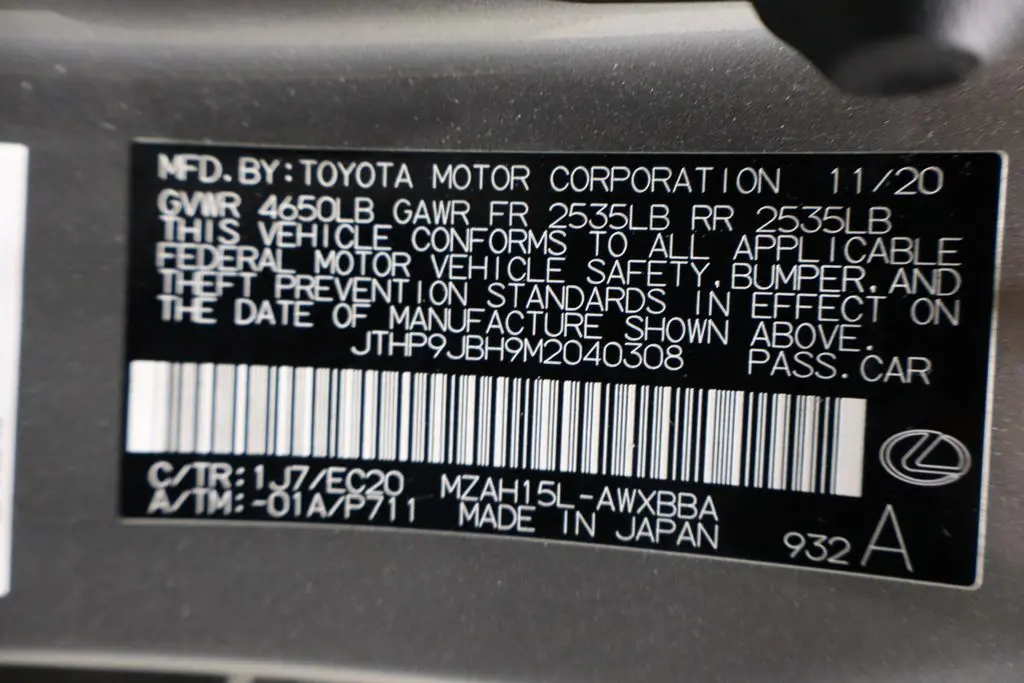 MFD.BY:TOYOTA MOTOR CORPORATION 11/20
GVWR 4650LB GAWR FR 2535LB RR 2535LB
THIS VEHICLE CONFORMS TO ALL APPLICABLE
FEDERAL MOTOR VEHICLE SAFETY,BUMPER,AND
THEFT PREVENTION STANDARDS IN EFFECT ON
THE DATE OF MANUFACTURE SHOWN ABOVE.
JTHP9JBH9M2040308 PASS.CAR
C/TR:1J7/EC20 MZAH15L-AWXBBA
A/TM:-01A/P711 MADE IN JAPAN
932 A